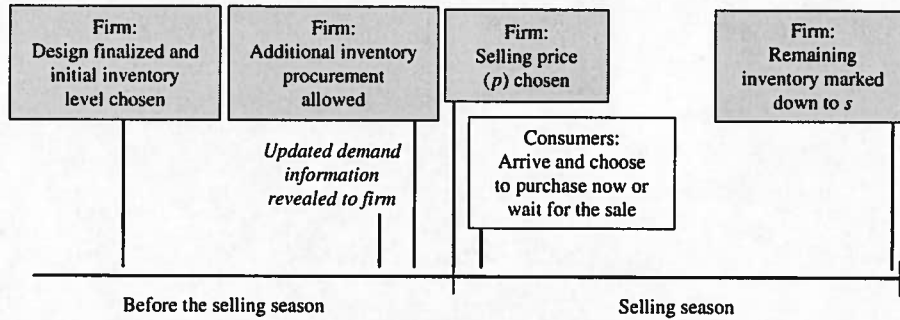 Firm:
Design finalized and
initial inventory
level chosen
Firm:
Additional inventory
procurement
allowed
Firm:
Selling price
(p) chosen
Firm:
Remaining
inventory marked
down to s
Updated demand
information
revealed to firm
Consumers:
Arrive and choose
to purchase now or
wait for the sale
Before the selling season
Selling season